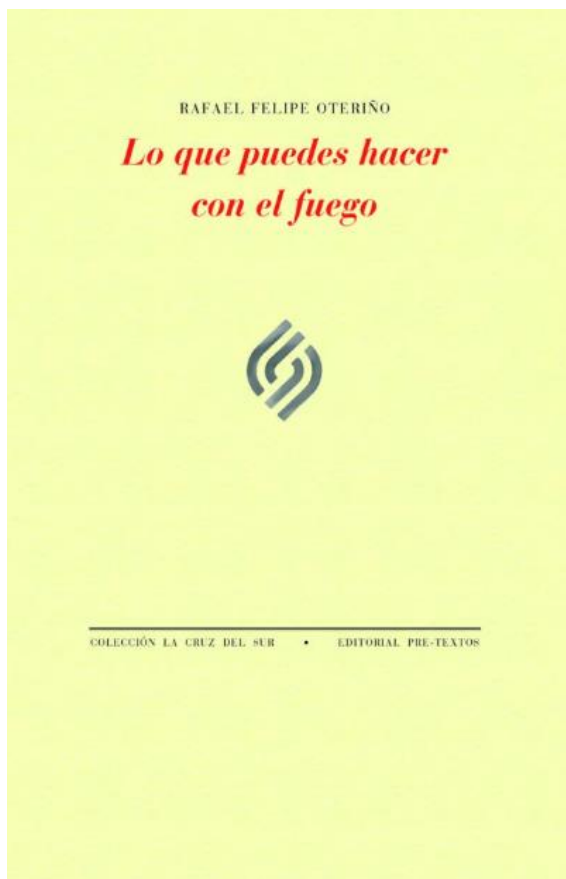 RAFAEL FELIPE OTERIÑO
Lo que puedes hacer
con el fuego
COLECCIÓN LA CRUZ DEL SUR • EDITORIAL PRE-TEXTOS